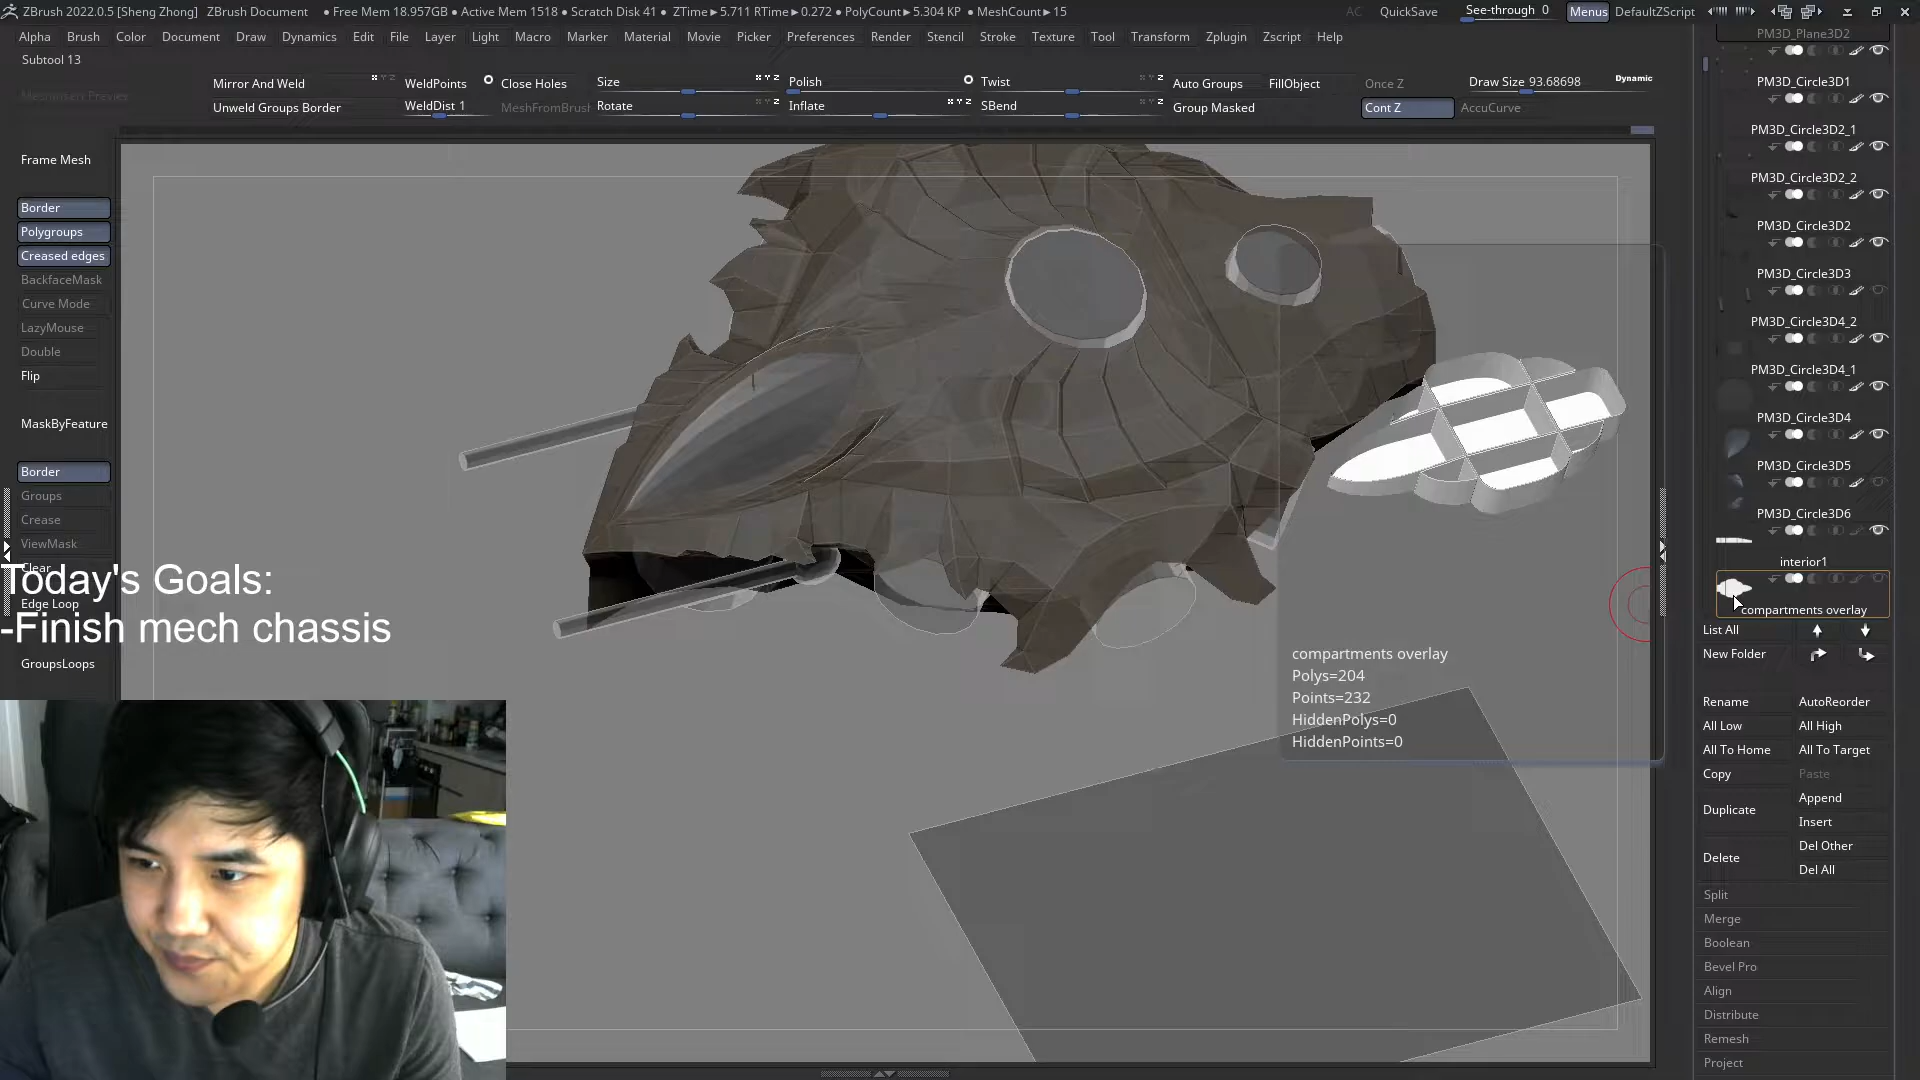 ZBrush 2022.0.5 [Sheng Zhong] ZBrush Document • Free Mem 18.957GB • Active Mem 1518 • Scratch Disk 41 • ZTime►5.711 RTime►0.272 • PolyCount►5.304 KP • MeshCount►15 AC QuickSave See-through 0 Menus DefaultZScript
Alpha Brush Color Document Draw Dynamics Edit File Layer Light Macro Marker Material Movie Picker Preferences Render Stencil Stroke Texture Tool Transform Zplugin Zscript Help
Subtool 13
Mirror And Weld WeldPoints Close Holes Size Polish Twist Auto Groups FillObject Once Z Draw Size 93.68698 Dynamic
Unweld Groups Border WeldDist 1 MeshFromBrush Rotate Inflate SBend Group Masked Cont Z AccuCurve
Frame Mesh
Border
Polygroups
Creased edges
BackfaceMask
Curve Mode
LazyMouse
Double
Flip
MaskByFeature
Border
Groups
Crease
ViewMask
Clear
Edge Loop
GroupsLoops
Today's Goals:
-Finish mech chassis
compartments overlay
Polys=204
Points=232
HiddenPolys=0
HiddenPoints=0
PM3D_Plane3D2
PM3D_Circle3D1
PM3D_Circle3D2_1
PM3D_Circle3D2_2
PM3D_Circle3D2
PM3D_Circle3D3
PM3D_Circle3D4_2
PM3D_Circle3D4_1
PM3D_Circle3D4
PM3D_Circle3D5
PM3D_Circle3D6
interior1
compartments overlay
List All
New Folder
Rename AutoReorder
All Low All High
All To Home All To Target
Copy Paste
Duplicate Append
Insert
Delete Del Other
Del All
Split
Merge
Boolean
Bevel Pro
Align
Distribute
Remesh
Project